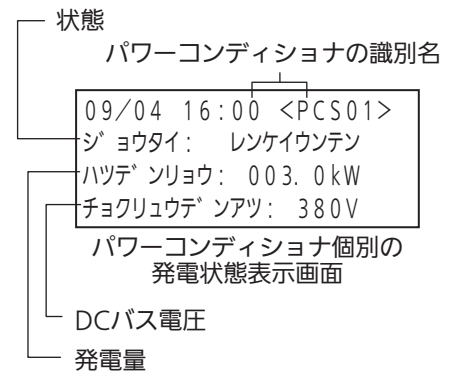 状態
パワーコンディショナの識別名
09/04 16:00 <PCS01>
ジョウタイ: レンケイウンテン
ハツデンリョウ: 003.0kW
チョクリュウデンアツ: 380V
パワーコンディショナ個別の
発電状態表示画面
DCバス電圧
発電量